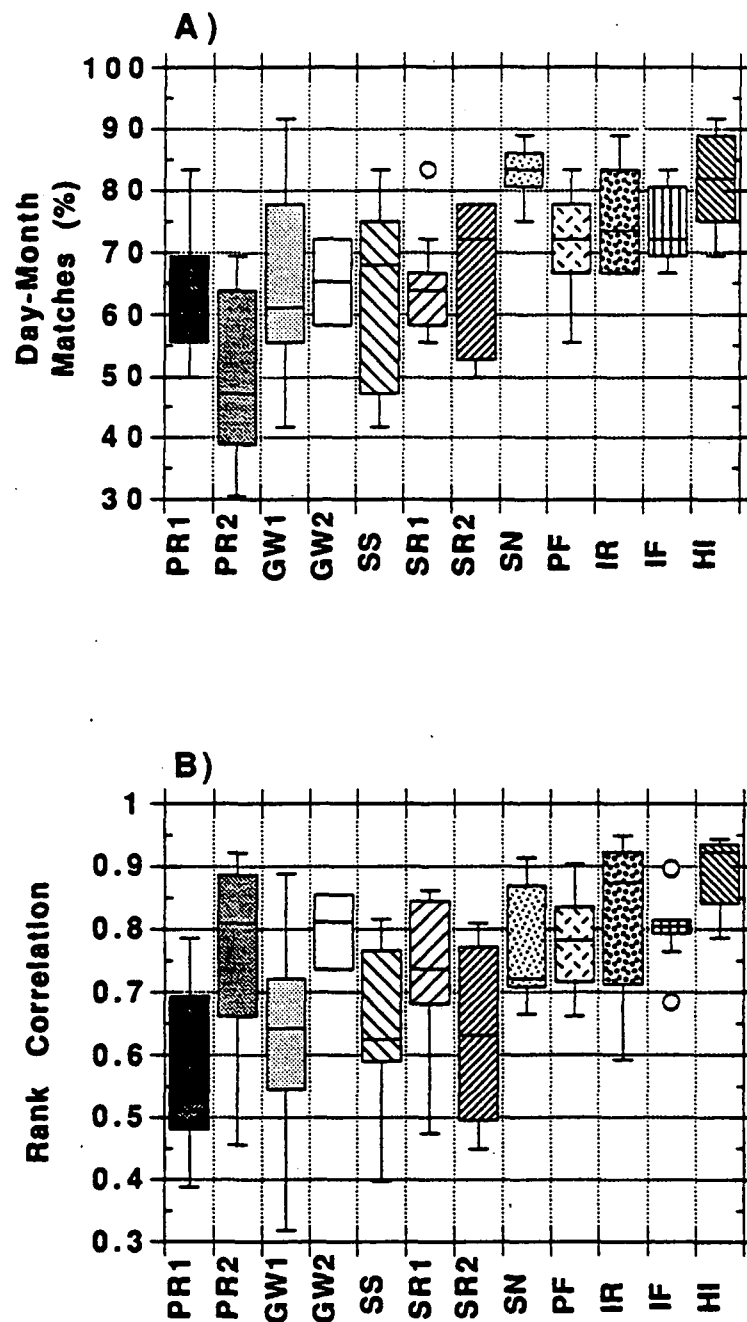 A)
Day-Month
Matches (%)
100
90
80
70
60
50
40
30
PR1 PR2 GW1 GW2 SS SR1 SR2 SN PF IR IF HI
B)
Rank Correlation
1
0.9
0.8
0.7
0.6
0.5
0.4
0.3
PR1 PR2 GW1 GW2 SS SR1 SR2 SN PF IR IF HI